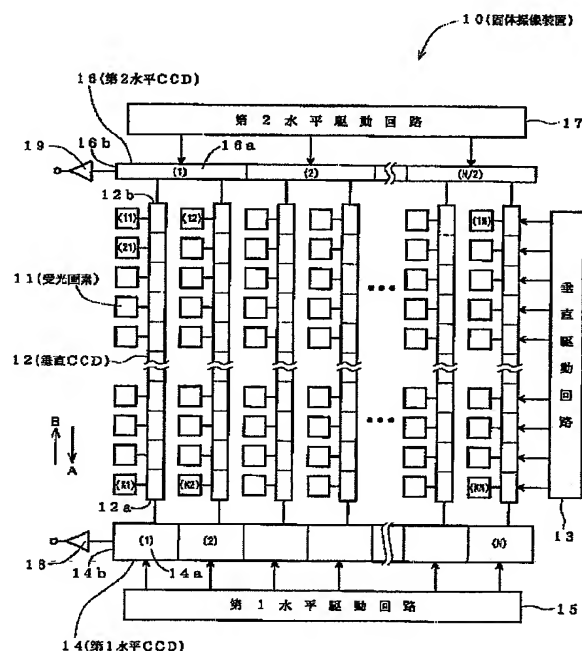 10(固体撮像装置)
16(第2水平CCD)
第2水平駆動回路
17
19
16b
16a
(1)
(2)
(N/2)
12b
(11)
(12)
(1N)
(21)
11(受光画素)
•••
垂直駆動回路
12(垂直CCD)
•••
B
A
(M1)
(M2)
(MN)
12a
13
18
14b
(1)
14a
(2)
(N)
14(第1水平CCD)
第1水平駆動回路
15